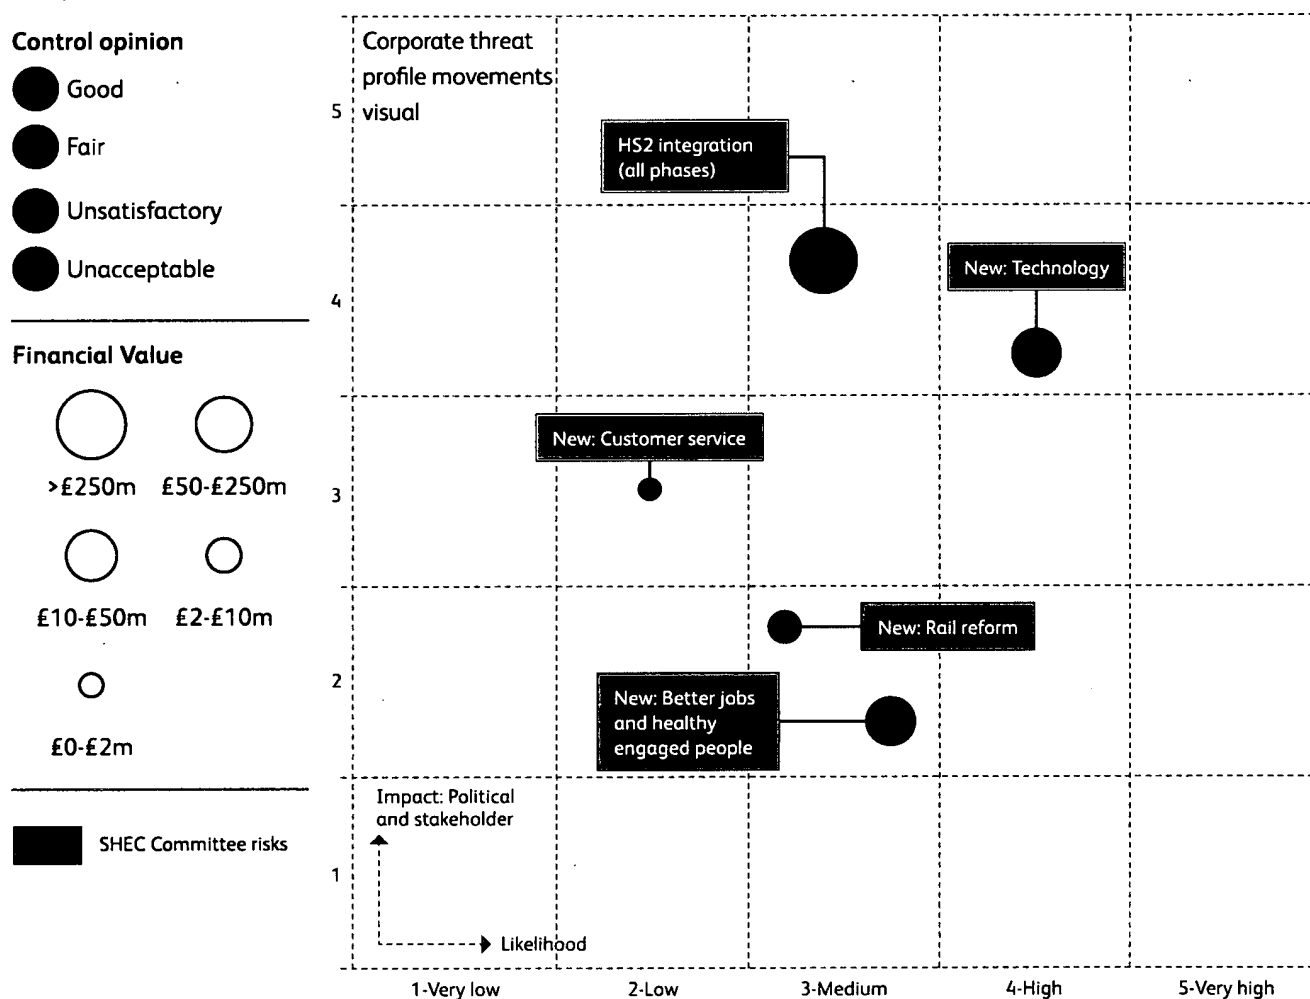 Control opinion
Good
Fair
Unsatisfactory
Unacceptable
Financial Value
>£250m
£50-£250m
£10-£50m
£2-£10m
£0-£2m
SHEC Committee risks
Corporate threat
profile movements
visual
5
4
3
2
1
HS2 integration
(all phases)
New: Technology
New: Customer service
New: Rail reform
New: Better jobs
and healthy
engaged people
Impact: Political
and stakeholder
Likelihood
1-Very low
2-Low
3-Medium
4-High
5-Very high